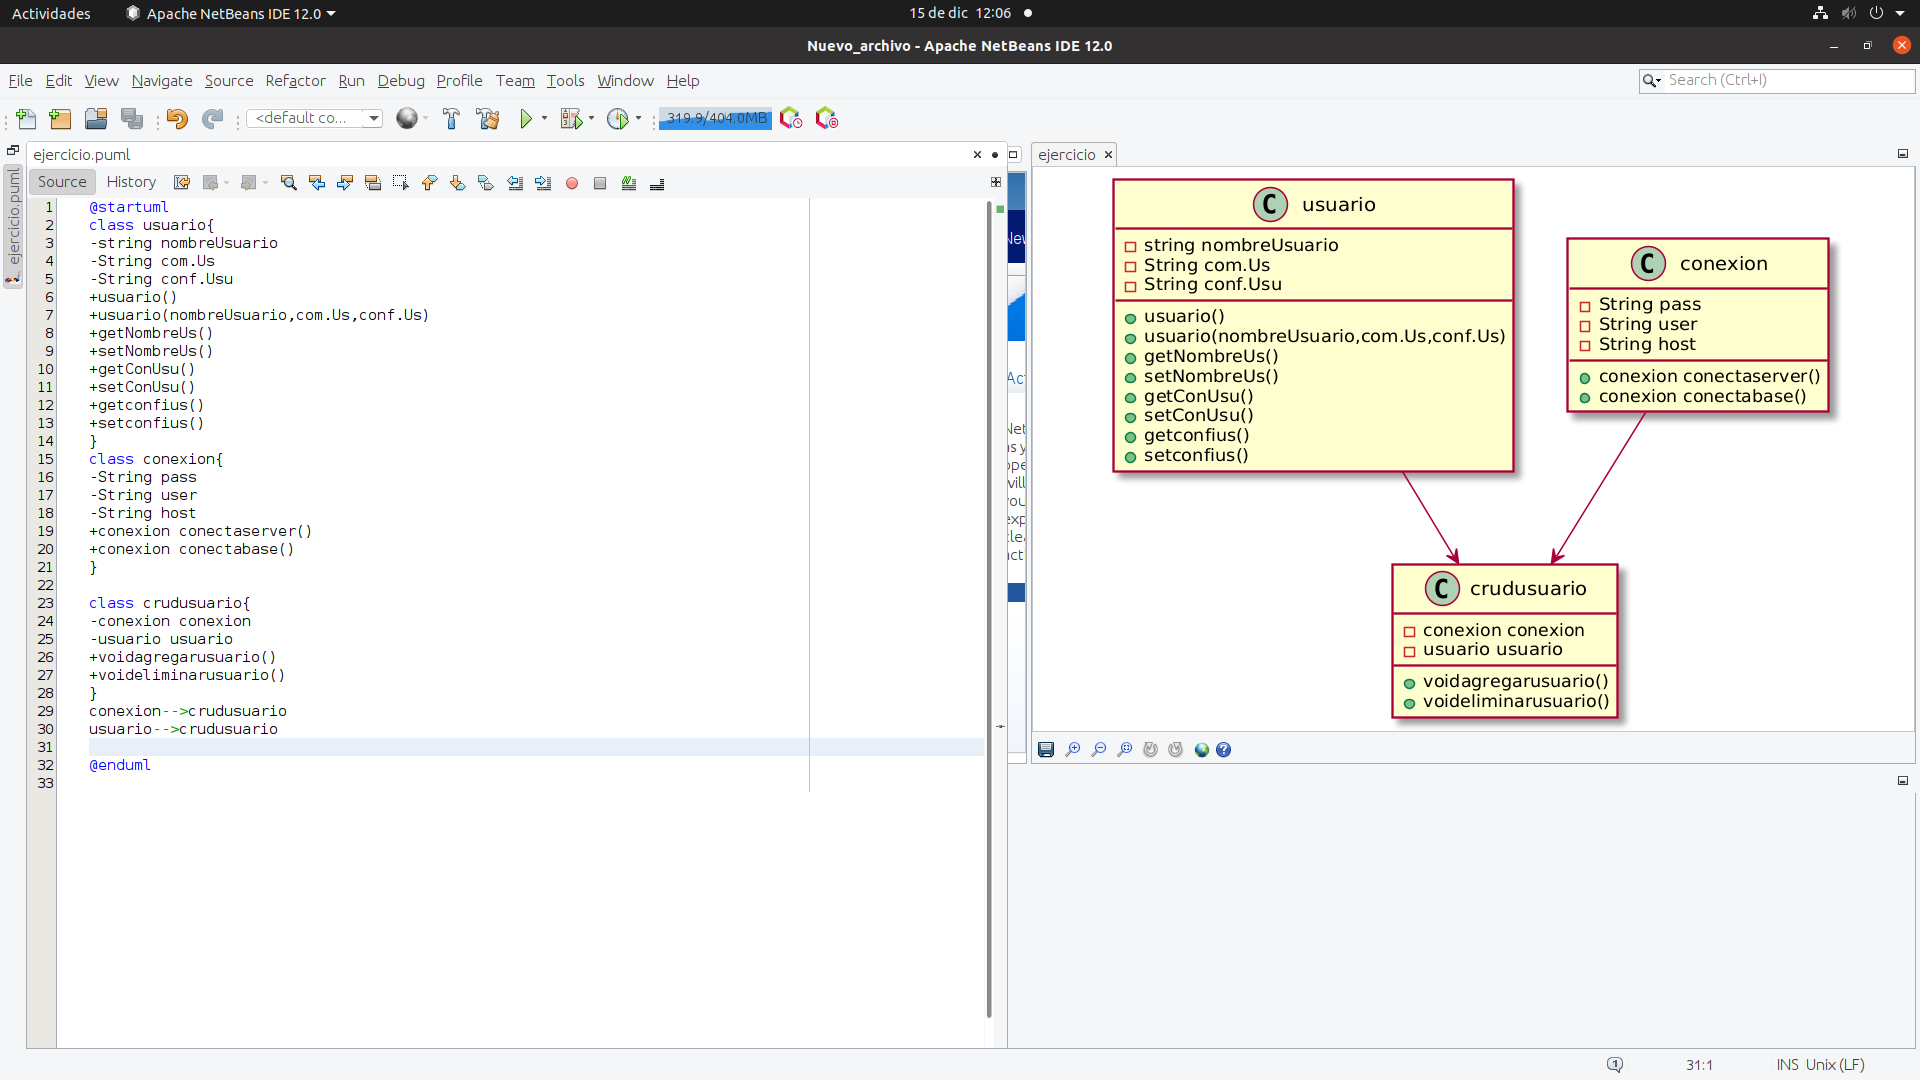 Actividades
Apache NetBeans IDE 12.0
15 de dic 12:06
Nuevo_archivo - Apache NetBeans IDE 12.0
File Edit View Navigate Source Refactor Run Debug Profile Team Tools Window Help
Search (Ctrl+I)
<default co...
319.9/404.0MB
ejercicio.puml
ejercicio.puml
Source History
1 @startuml
2 class usuario{
3 -string nombreUsuario
4 -String com.Us
5 -String conf.Usu
6 +usuario()
7 +usuario(nombreUsuario,com.Us,conf.Us)
8 +getNombreUs()
9 +setNombreUs()
10 +getConUsu()
11 +setConUsu()
12 +getconfius()
13 +setconfius()
14 }
15 class conexion{
16 -String pass
17 -String user
18 -String host
19 +conexion conectaserver()
20 +conexion conectabase()
21 }
22
23 class crudusuario{
24 -conexion conexion
25 -usuario usuario
26 +voidagregarusuario()
27 +voideliminarusuario()
28 }
29 conexion-->crudusuario
30 usuario-->crudusuario
31
32 @enduml
33
ejercicio
C usuario
string nombreUsuario
String com.Us
String conf.Usu
usuario()
usuario(nombreUsuario,com.Us,conf.Us)
getNombreUs()
setNombreUs()
getConUsu()
setConUsu()
getconfius()
setconfius()
C conexion
String pass
String user
String host
conexion conectaserver()
conexion conectabase()
C crudusuario
conexion conexion
usuario usuario
voidagregarusuario()
voideliminarusuario()
31:1
INS Unix (LF)